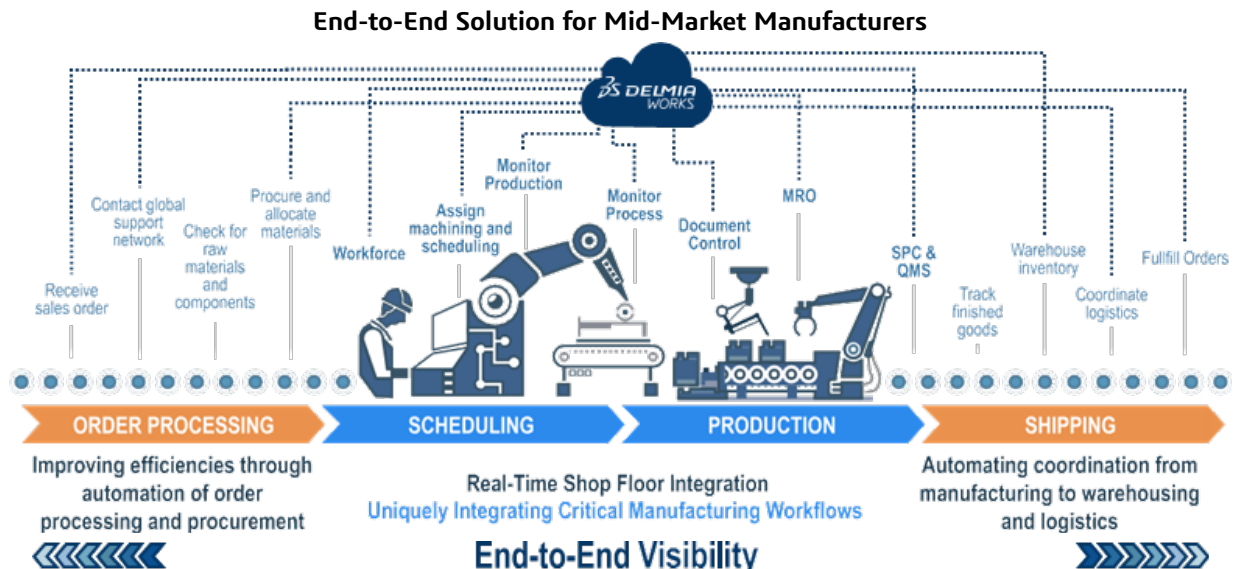 End-to-End Solution for Mid-Market Manufacturers
3S DELMIA
WORKS
Receive
sales order
Contact global
support
network
Check for
raw
materials
and
components
Procure and
allocate
materials
Workforce
Assign
machining and
scheduling
Monitor
Production
Monitor
Process
Document
Control
MRO
SPC &
QMS
Track
finished
goods
Warehouse
inventory
Coordinate
logistics
Fullfill Orders
ORDER PROCESSING
SCHEDULING
PRODUCTION
SHIPPING
Improving efficiencies through
automation of order
processing and procurement
Real-Time Shop Floor Integration
Uniquely Integrating Critical Manufacturing Workflows
Automating coordination from
manufacturing to warehousing
and logistics
End-to-End Visibility